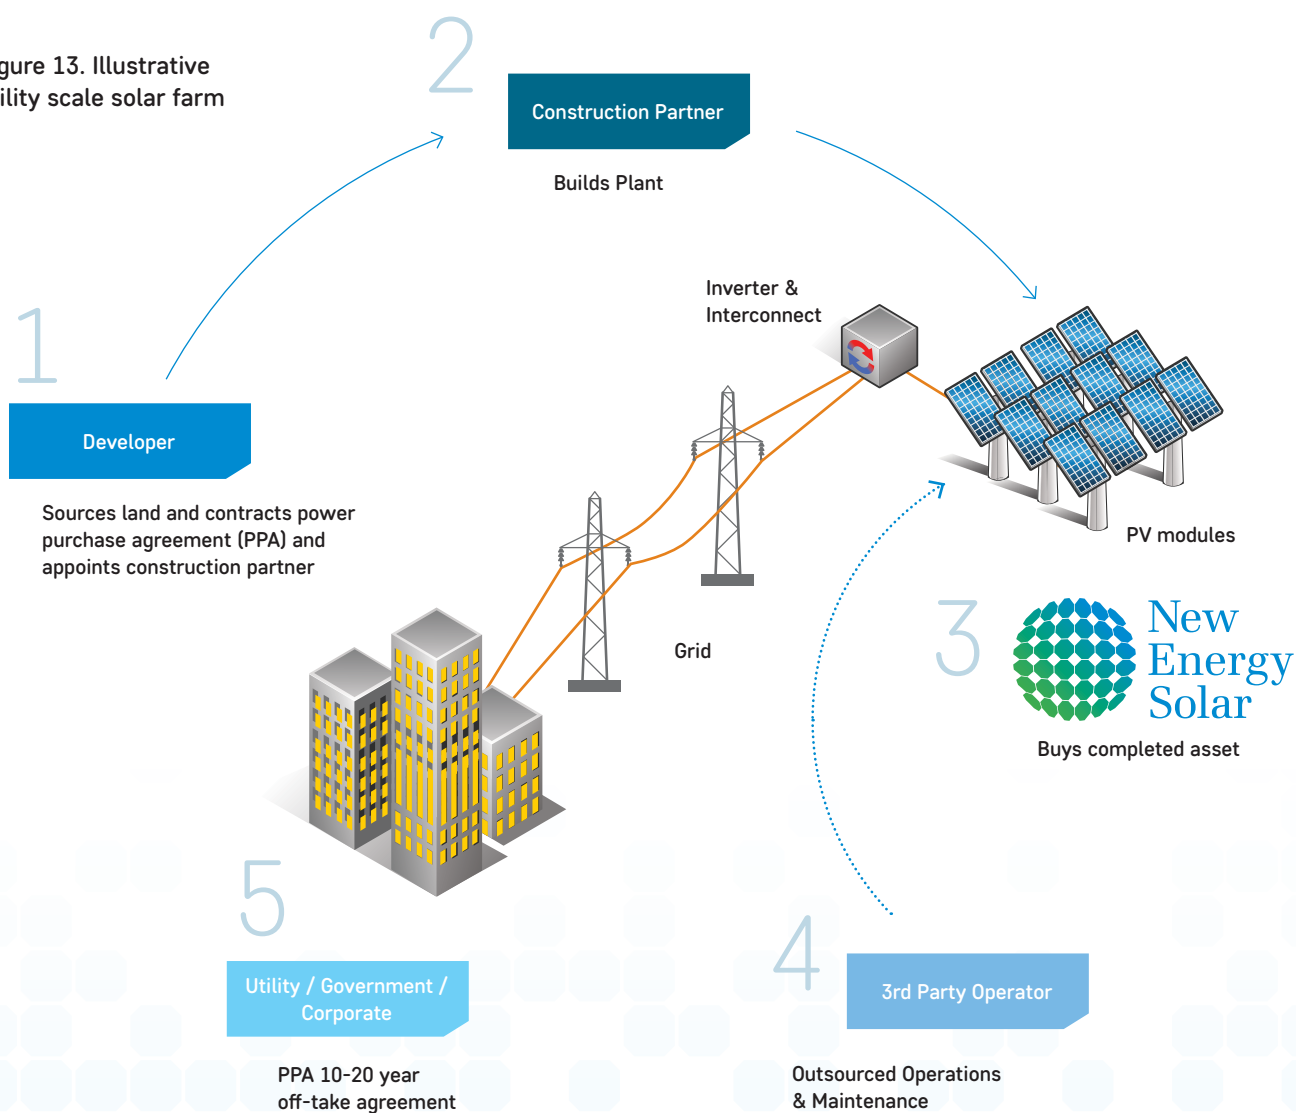 gure 13. Illustrative
ility scale solar farm
2
Construction Partner
Builds Plant
1
Developer
Sources land and contracts power
purchase agreement (PPA) and
appoints construction partner
Inverter &
Interconnect
PV modules
Grid
3
New
Energy
Solar
Buys completed asset
4
3rd Party Operator
Outsourced Operations
& Maintenance
5
Utility / Government /
Corporate
PPA 10-20 year
off-take agreement